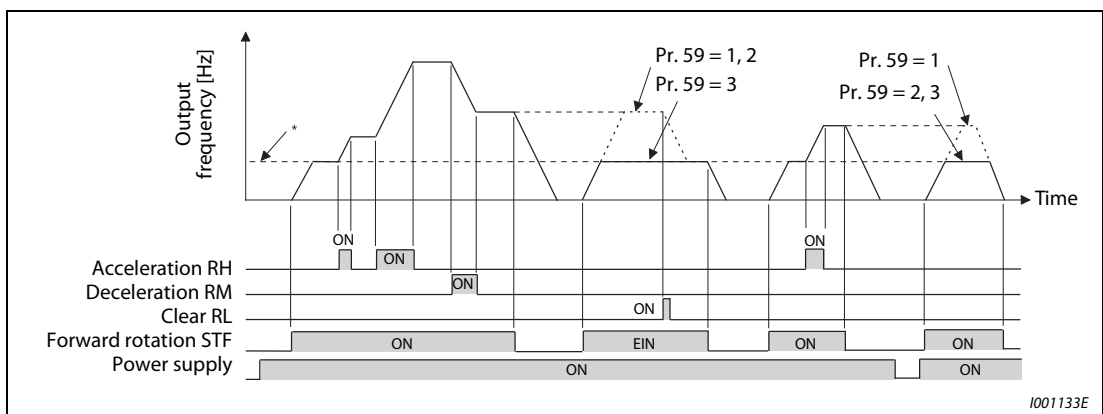 Output
frequency [Hz]
*
Pr. 59 = 1, 2
Pr. 59 = 3
Pr. 59 = 1
Pr. 59 = 2, 3
Time
Acceleration RH
ON
ON
ON
Deceleration RM
ON
Clear RL
ON
Forward rotation STF
ON
EIN
ON
ON
Power supply
ON
ON
I001133E